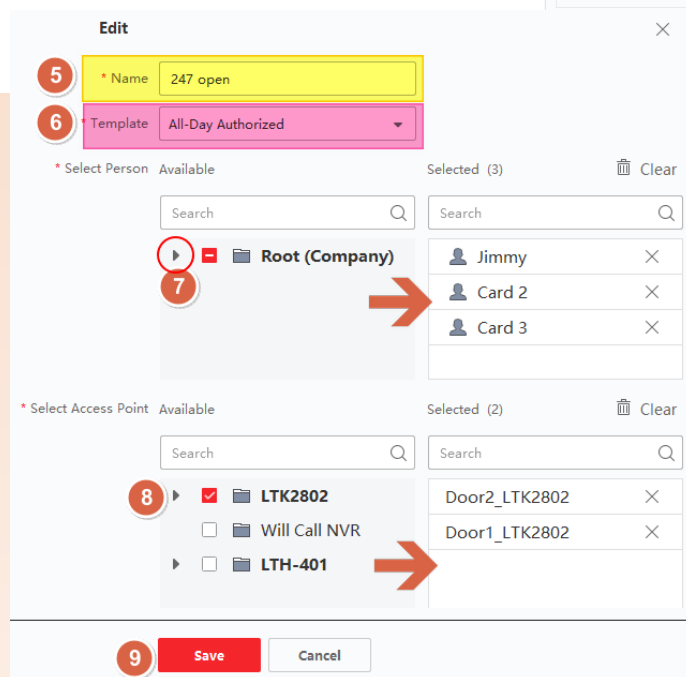 Edit
5 * Name 247 open
6 * Template All-Day Authorized
* Select Person Available Selected (3) Clear
Search Search
Root (Company) Jimmy
7 Card 2
Card 3
* Select Access Point Available Selected (2) Clear
Search Search
8 LTK2802 Door2_LTK2802
Will Call NVR Door1_LTK2802
LTH-401
9 Save Cancel